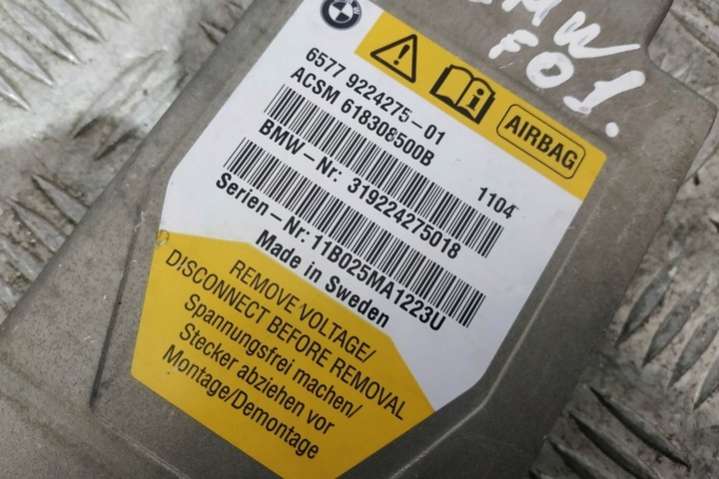 BMW
F01.
6577 9224275-01
ACSM 618308500B
AIRBAG
1104
BMW-Nr: 319224275018
Serien-Nr: 11B025MA1223U
Made in Sweden
REMOVE VOLTAGE/
DISCONNECT BEFORE REMOVAL
Spannungsfrei machen/
Stecker abziehen vor
Montage/Demontage